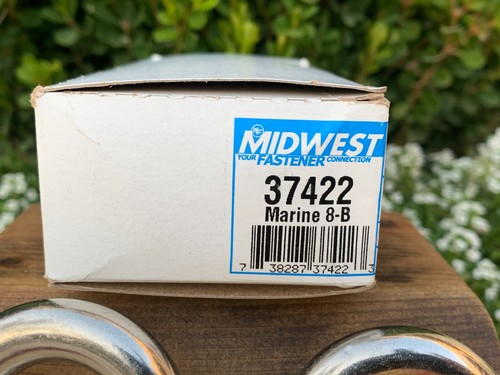 MIDWEST
YOUR FASTENER CONNECTION
37422
Marine 8-B
7 38287 37422 3